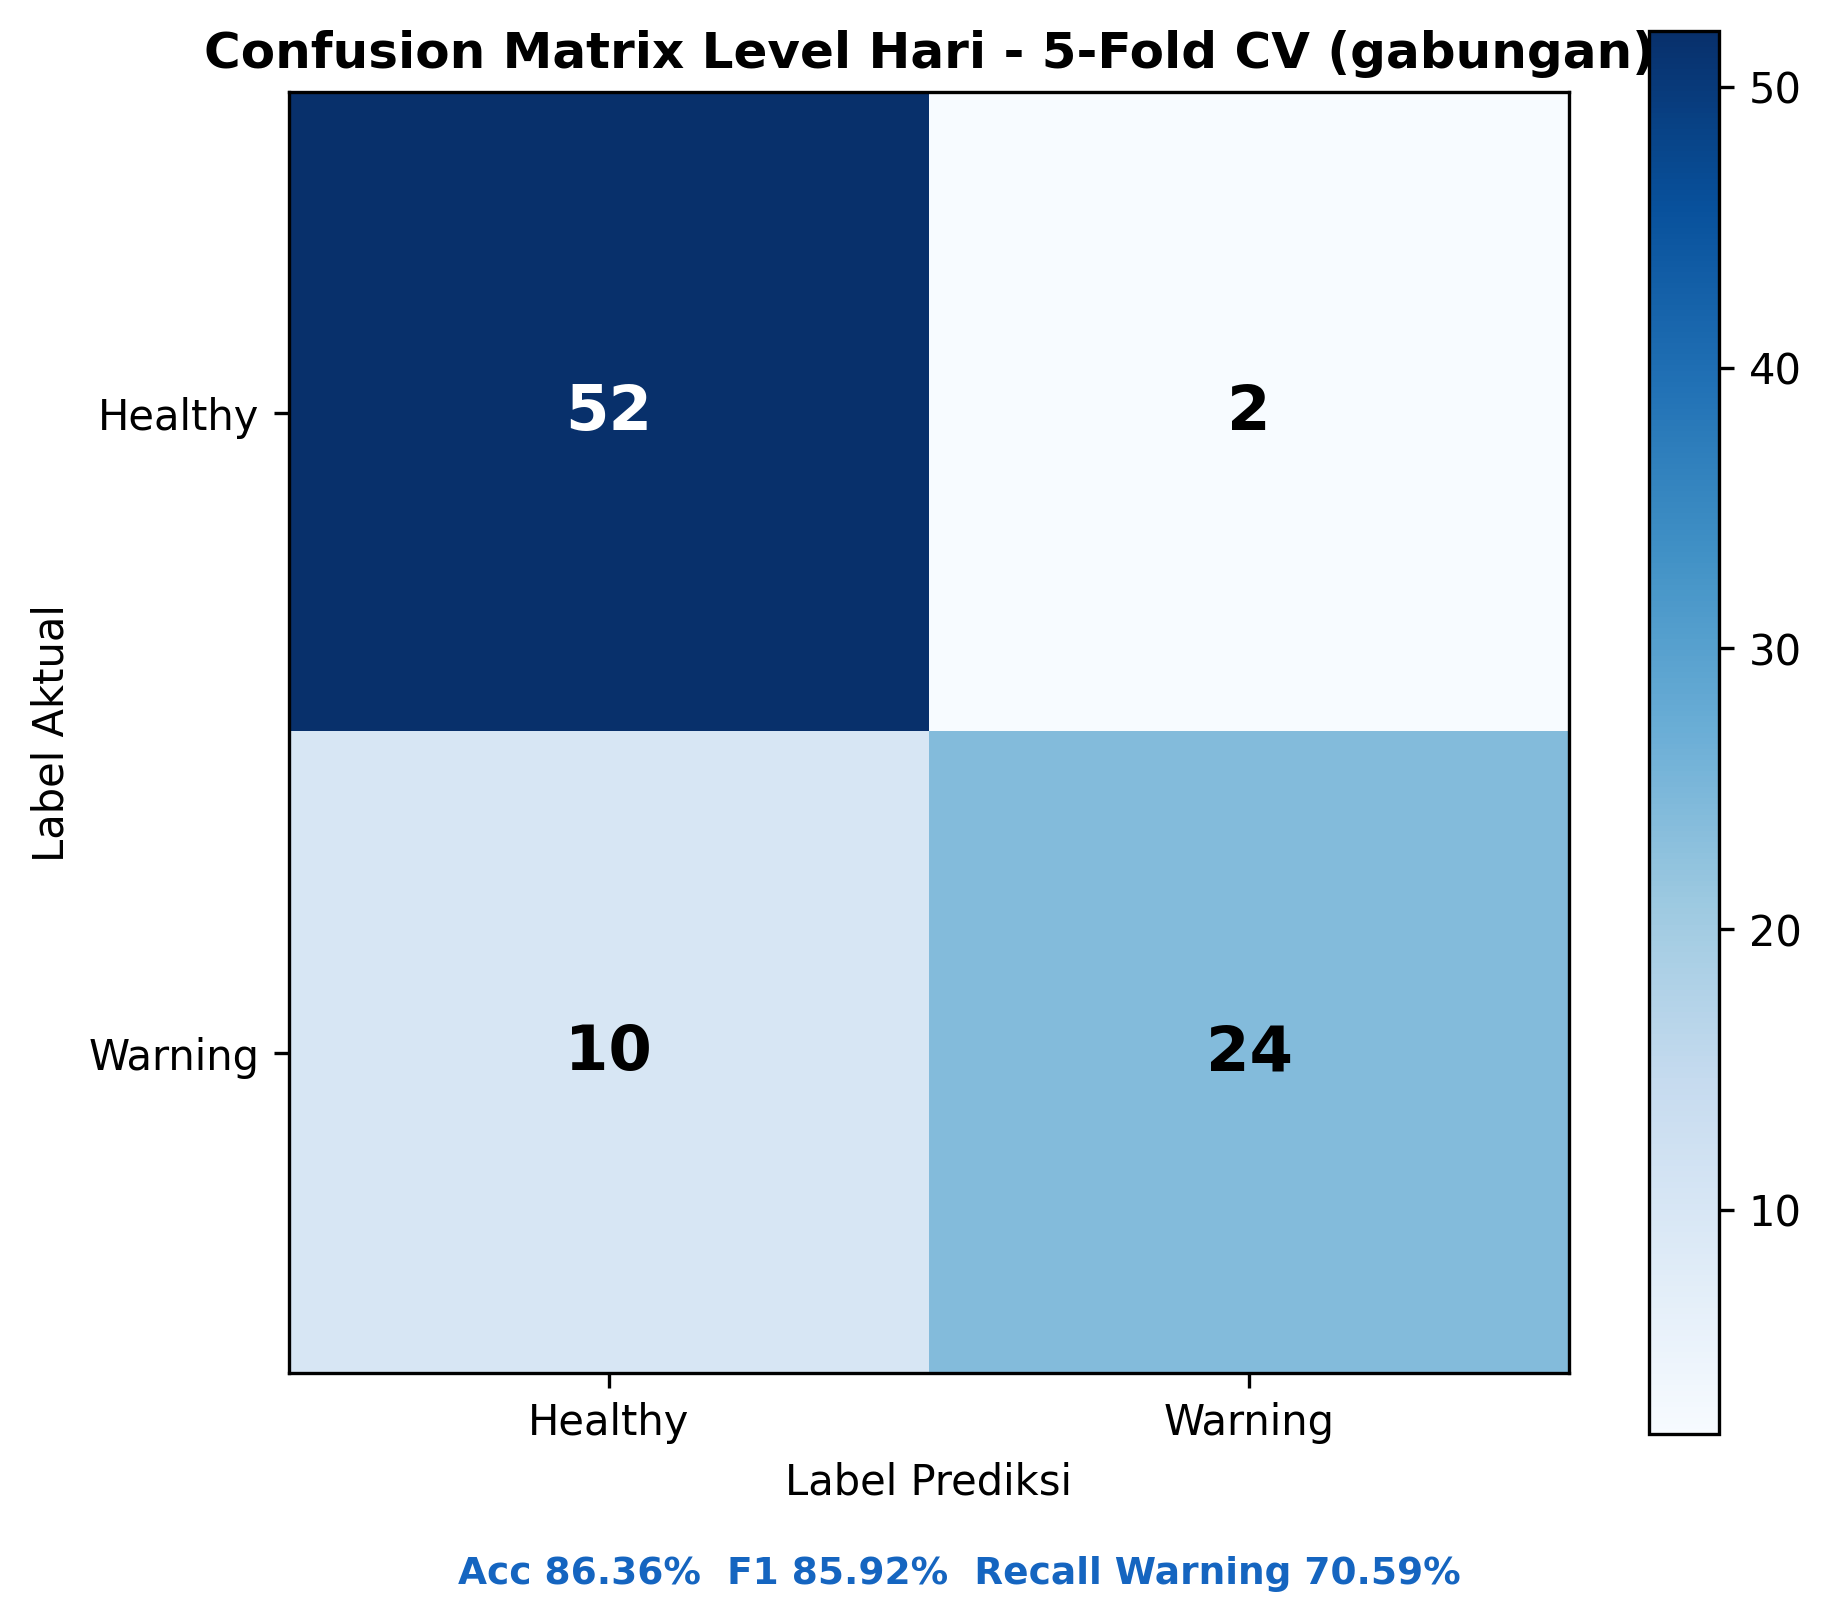 Confusion Matrix Level Hari - 5-Fold CV (gabungan)
50
40
30
20
10
Label Aktual
Healthy
52
2
Warning
10
24
Healthy
Warning
Label Prediksi
Acc 86.36% F1 85.92% Recall Warning 70.59%